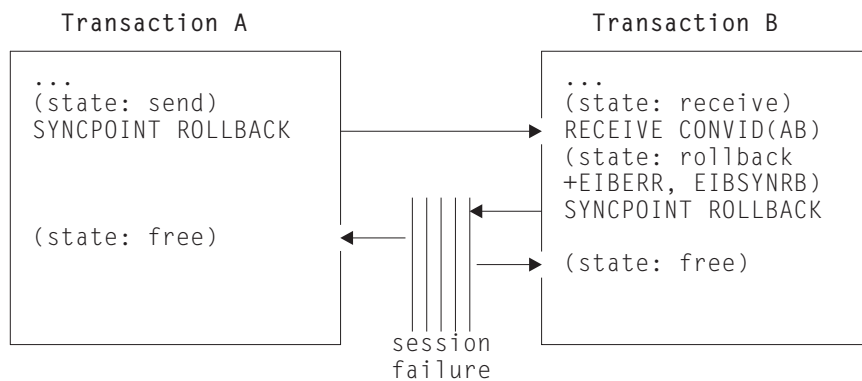 Transaction A
...
(state: send)
SYNCPOINT ROLLBACK
(state: free)
Transaction B
...
(state: receive)
RECEIVE CONVID(AB)
(state: rollback
+EIBERR, EIBSYNRB)
SYNCPOINT ROLLBACK
(state: free)
session
failure